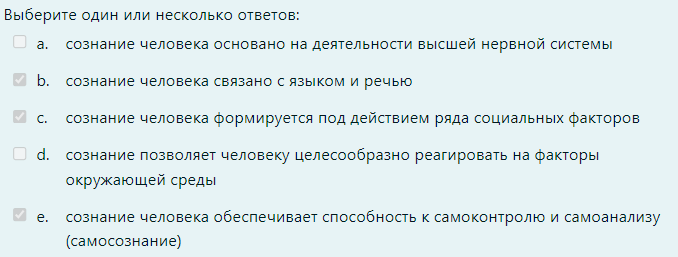 Выберите один или несколько ответов:
a. сознание человека основано на деятельности высшей нервной системы
b. сознание человека связано с языком и речью
c. сознание человека формируется под действием ряда социальных факторов
d. сознание позволяет человеку целесообразно реагировать на факторы
окружающей среды
e. сознание человека обеспечивает способность к самоконтролю и самоанализу
(самосознание)